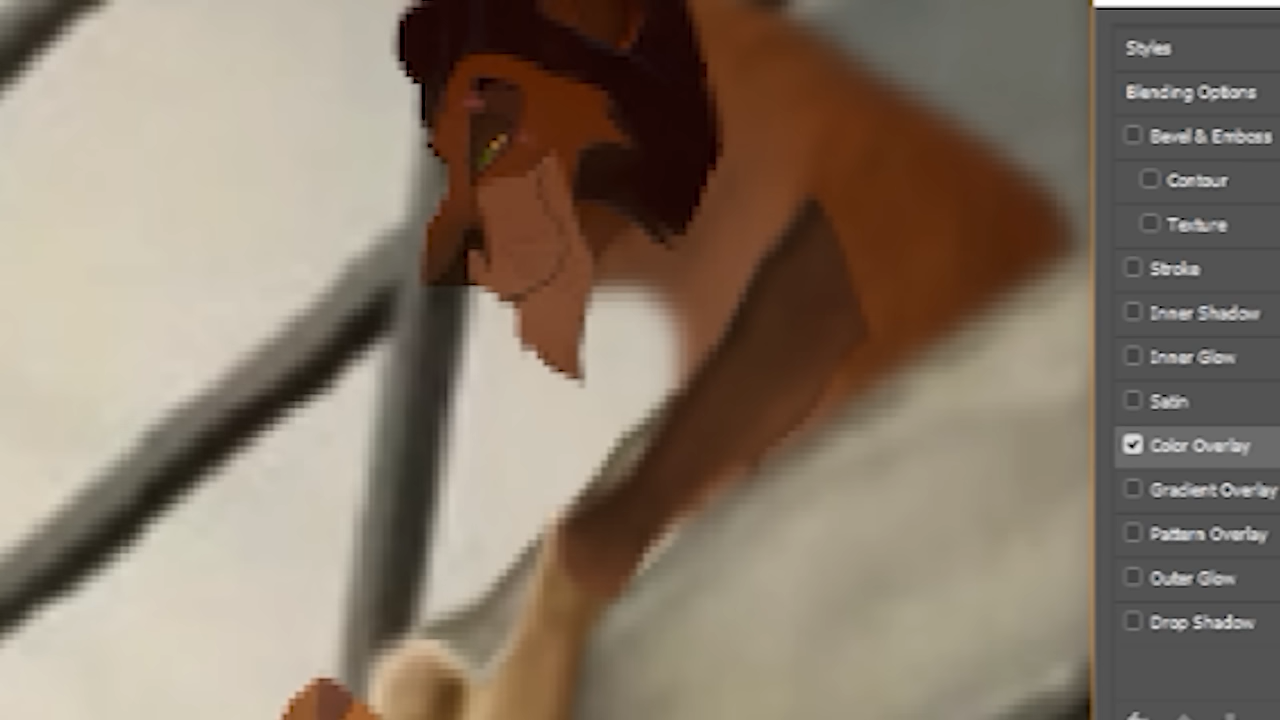 Styles
Blending Options
Bevel & Emboss
Contour
Texture
Stroke
Inner Shadow
Inner Glow
Satin
Color Overlay
Gradient Overlay
Pattern Overlay
Outer Glow
Drop Shadow